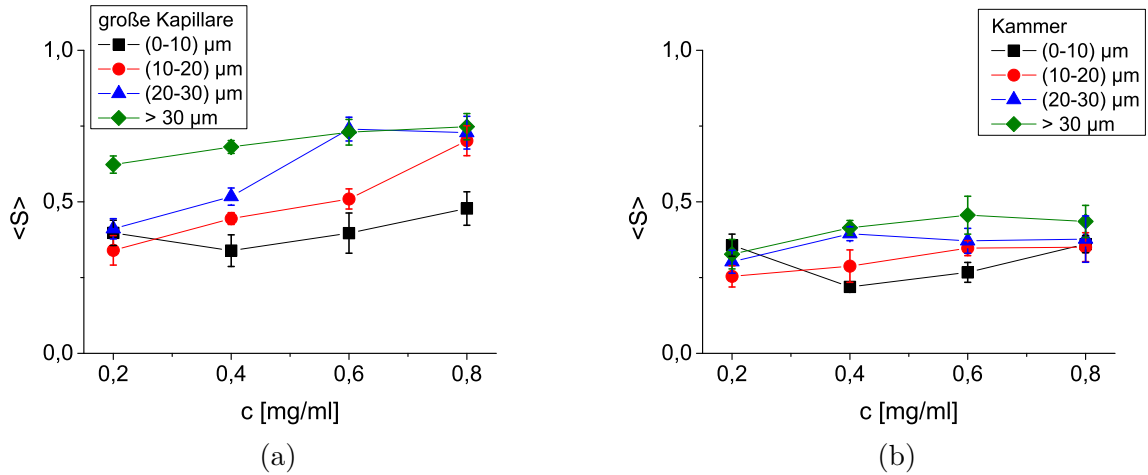 große Kapillare
(0-10) µm
(10-20) µm
(20-30) µm
> 30 µm
1,0
0,5
0,0
<S>
0,2 0,4 0,6 0,8
c [mg/ml]
(a)
Kammer
(0-10) µm
(10-20) µm
(20-30) µm
> 30 µm
1,0
0,5
0,0
<S>
0,2 0,4 0,6 0,8
c [mg/ml]
(b)